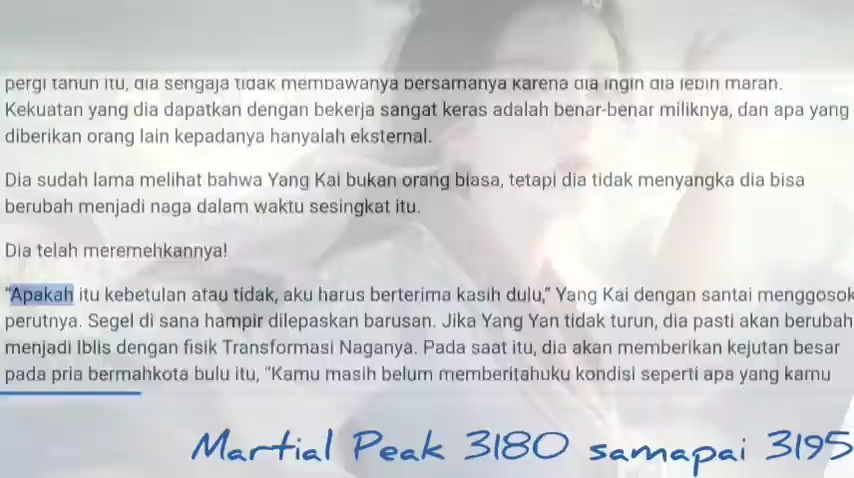 pergi tahun itu, dia sengaja tidak membawanya bersamanya karena dia ingin dia lebih marah.
Kekuatan yang dia dapatkan dengan bekerja sangat keras adalah benar-benar miliknya, dan apa yang
diberikan orang lain kepadanya hanyalah eksternal.
Dia sudah lama melihat bahwa Yang Kai bukan orang biasa, tetapi dia tidak menyangka dia bisa
berubah menjadi naga dalam waktu sesingkat itu.
Dia telah meremehkannya!
“Apakah itu kebetulan atau tidak, aku harus berterima kasih dulu,” Yang Kai dengan santai menggosok
perutnya. Segel di sana hampir dilepaskan barusan. Jika Yang Yan tidak turun, dia pasti akan berubah
menjadi Iblis dengan fisik Transformasi Naganya. Pada saat itu, dia akan memberikan kejutan besar
pada pria bermahkota bulu itu, “Kamu masih belum memberitahuku kondisi seperti apa yang kamu
Martial Peak 3180 samapai 3195